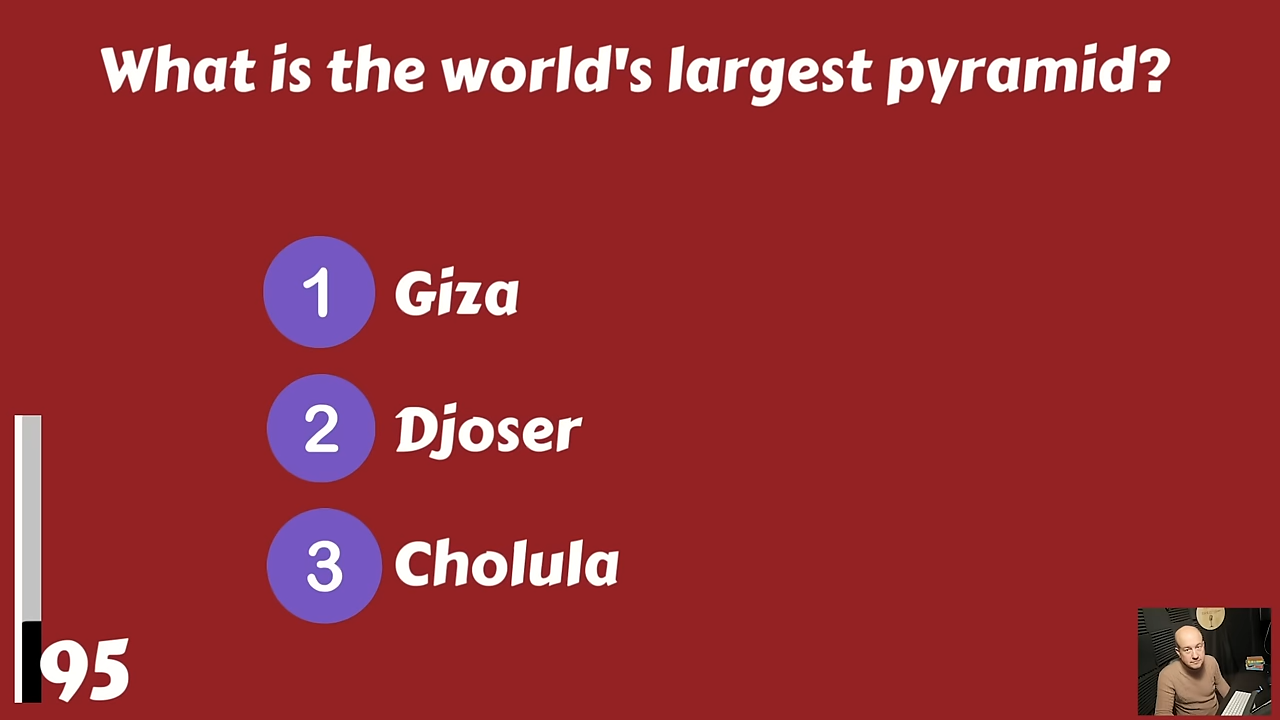 What is the world's largest pyramid?
1 Giza
2 Djoser
3 Cholula
95